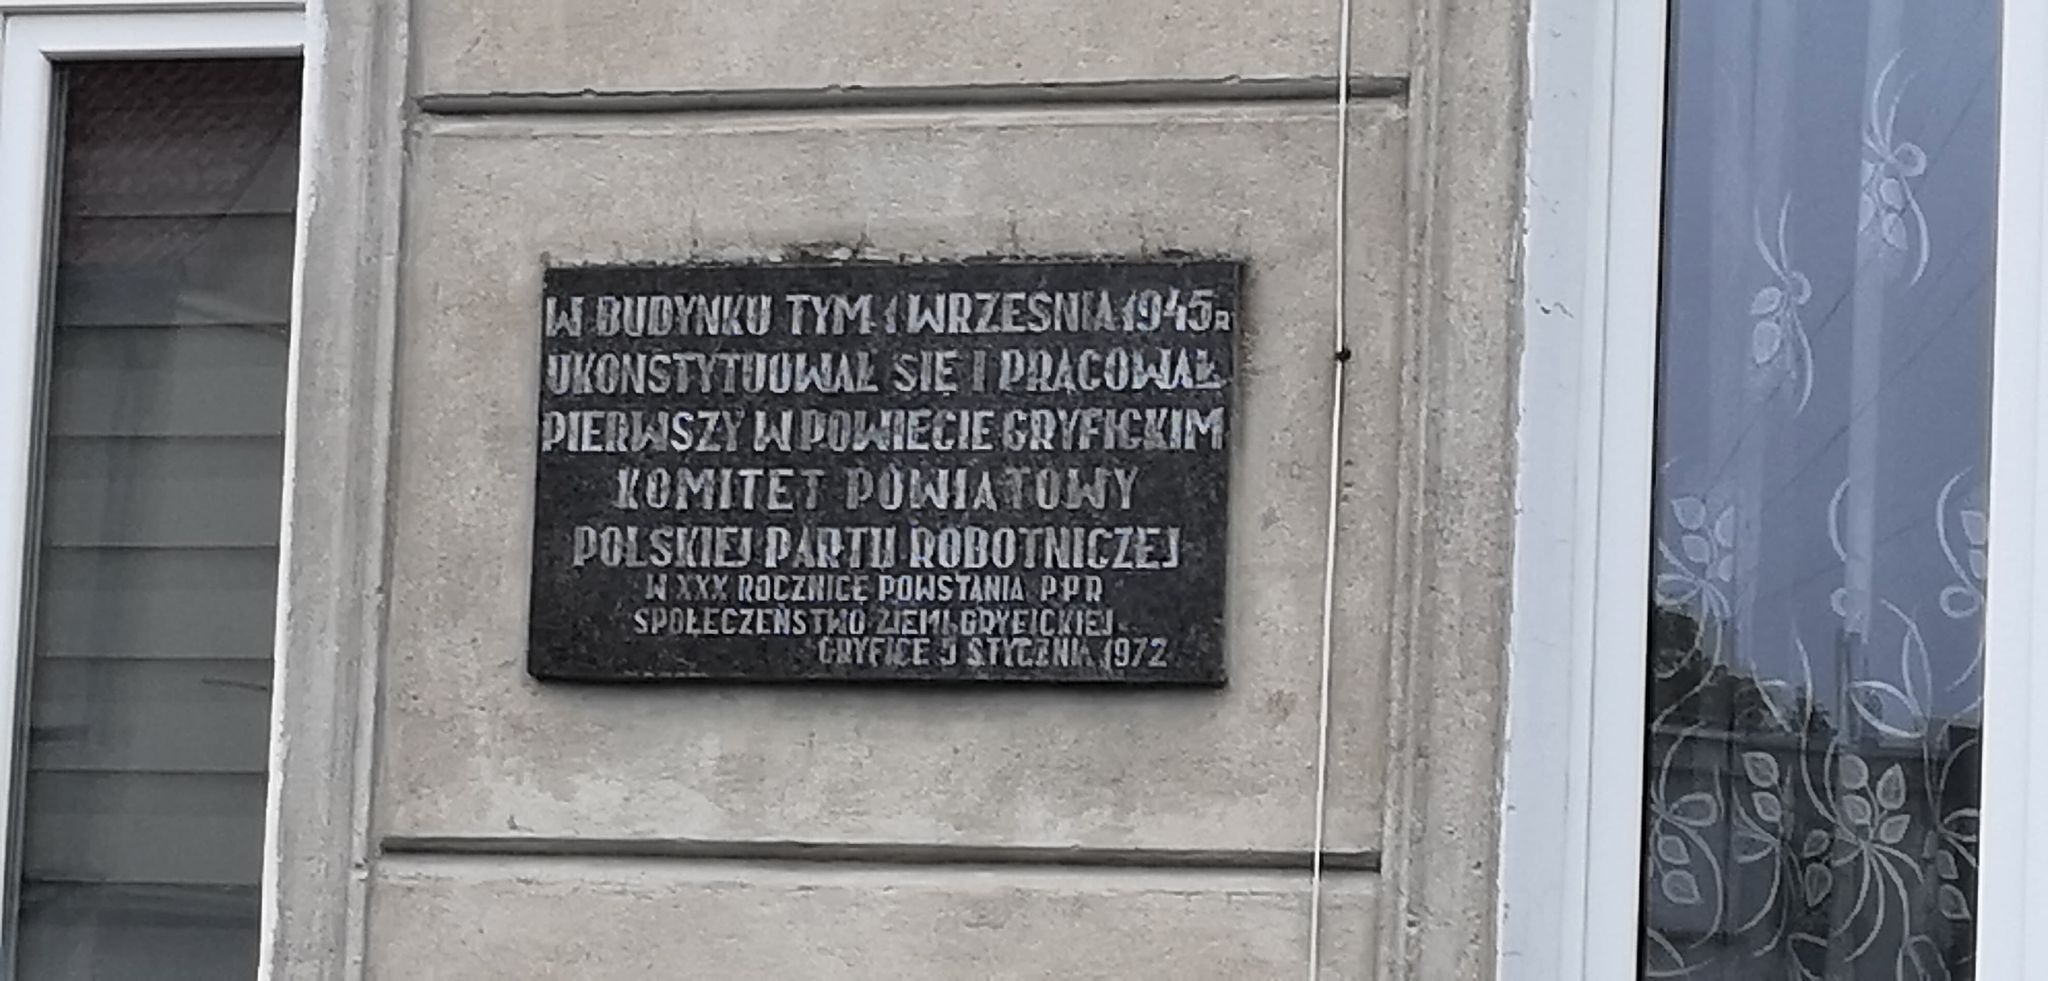 W BUDYNKU TYM 1 WRZEŚNIA 1945 R
UKONSTYTUOWAŁ SIĘ I PRACOWAŁ
PIERWSZY W POWIECIE GRYFICKIM
KOMITET POWIATOWY
POLSKIEJ PARTII ROBOTNICZEJ
W XXX ROCZNICĘ POWSTANIA P P R
SPOŁECZEŃSTWO ZIEMI GRYFICKIEJ
GRYFICE STYCZNIA 1972